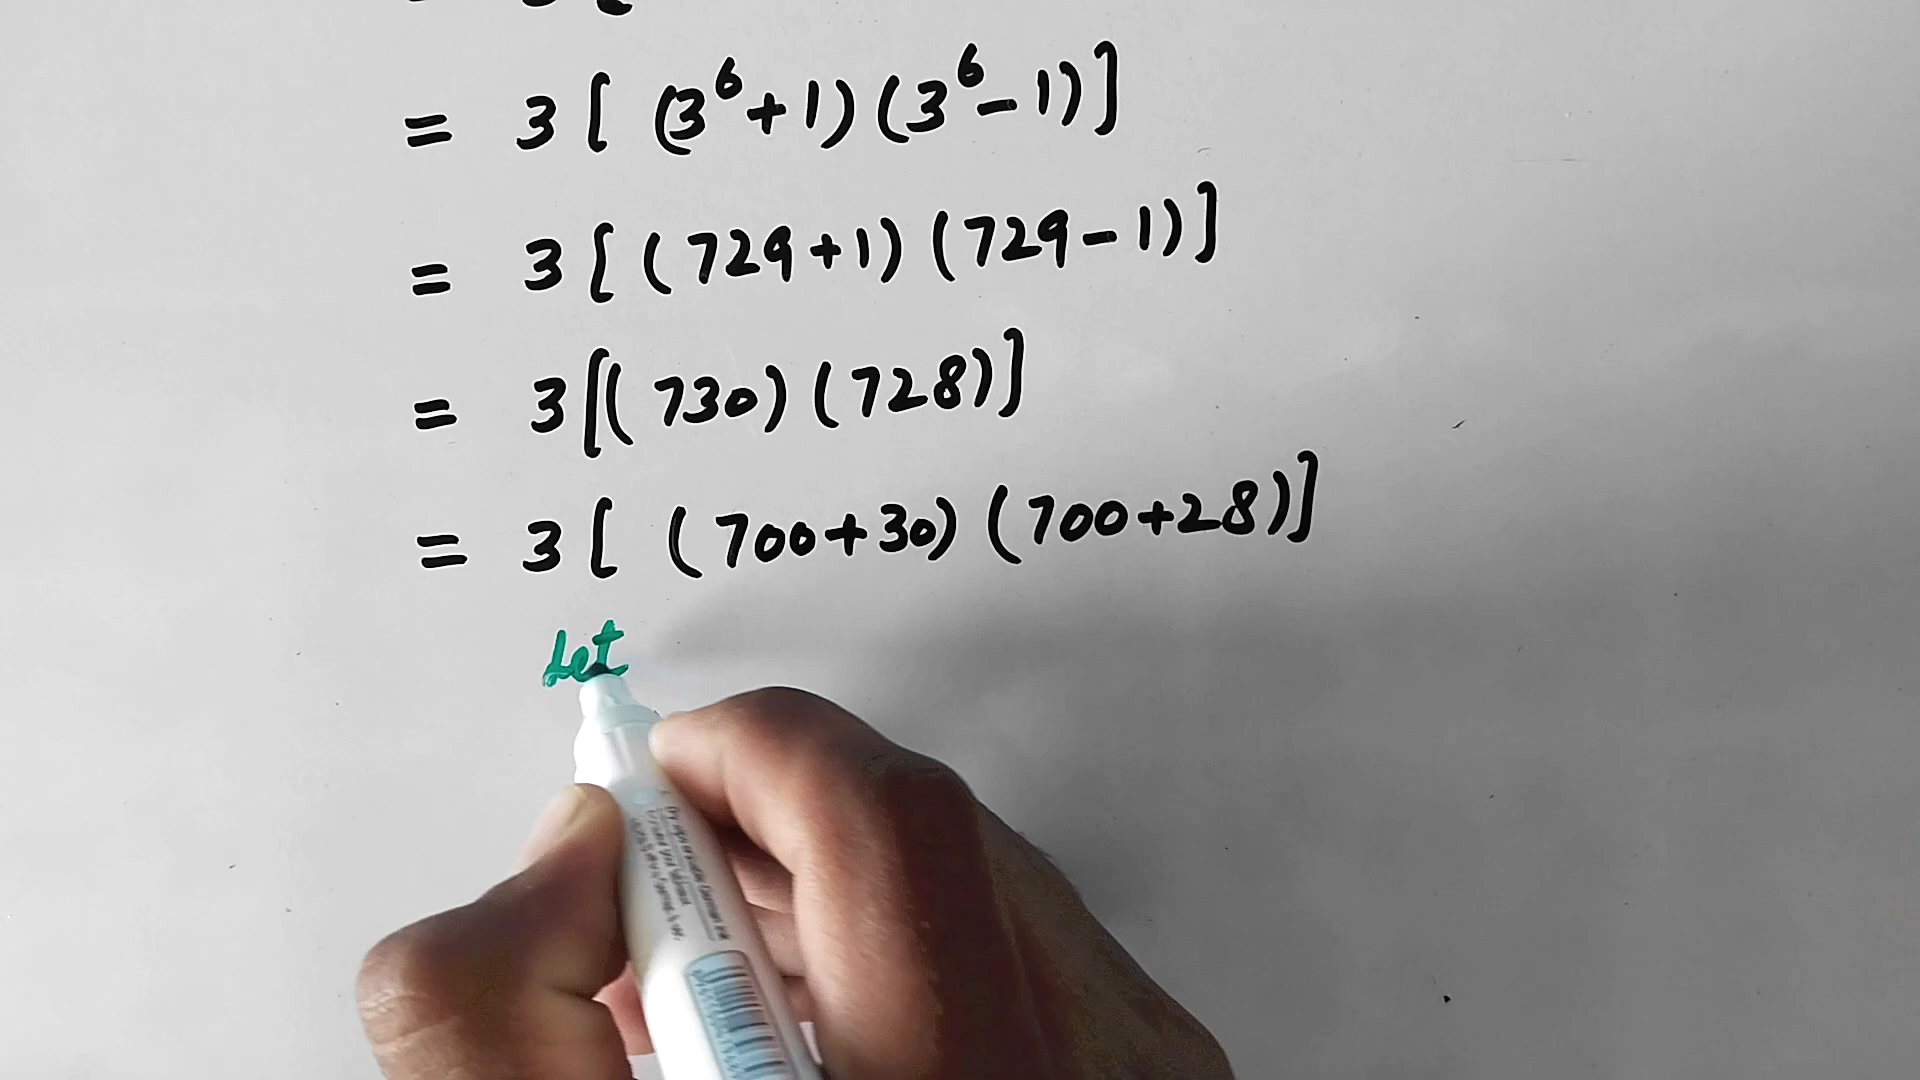 = 3 [ (3⁶+1) (3⁶-1)]
= 3 [ (729+1) (729-1)]
= 3 [(730) (728)]
= 3 [ (700+30) (700+28)]
Let